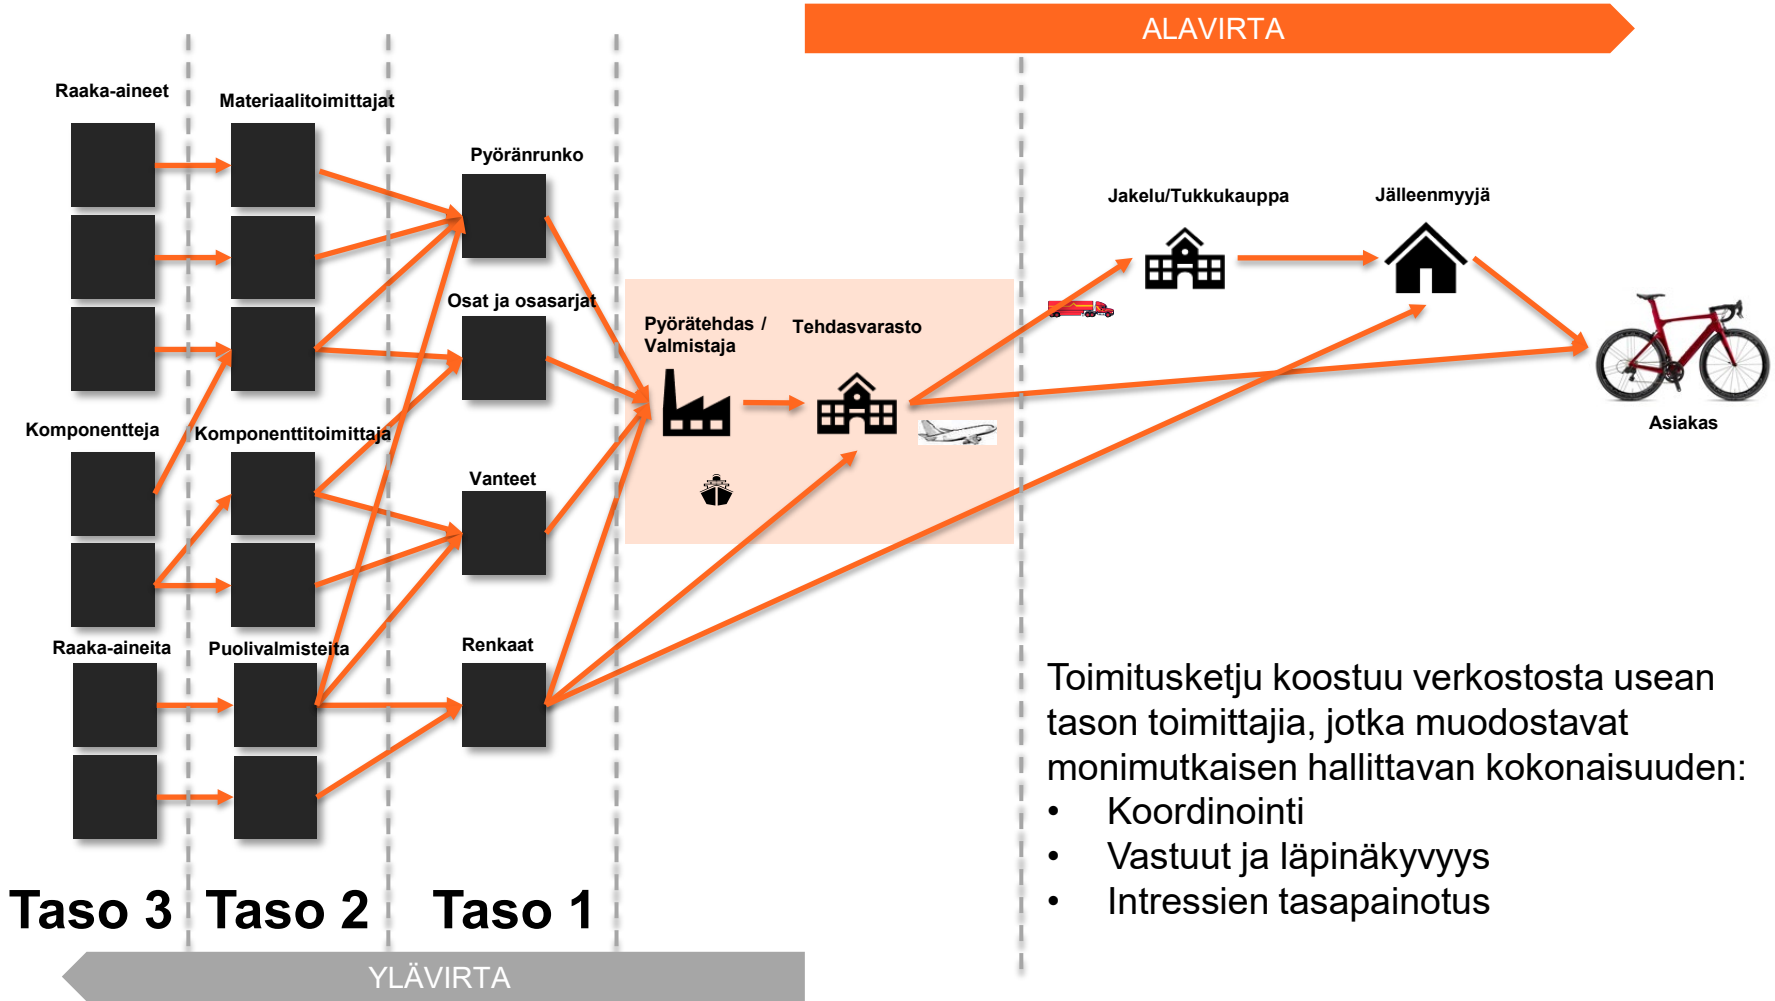 ALAVIRTA
Raaka-aineet
Materiaalitoimittajat
Pyöränrunko
Jakelu/Tukkukauppa
Jälleenmyyjä
Osat ja osasarjat
Pyörätehdas /
Valmistaja
Tehdasvarasto
Komponentteja
Komponenttitoimittaja
Asiakas
Vanteet
Raaka-aineita
Puolivalmisteita
Renkaat
Toimitusketju koostuu verkostosta usean
tason toimittajia, jotka muodostavat
monimutkaisen hallittavan kokonaisuuden:
• Koordinointi
• Vastuut ja läpinäkyvyys
• Intressien tasapainotus
Taso 3
Taso 2
Taso 1
YLÄVIRTA